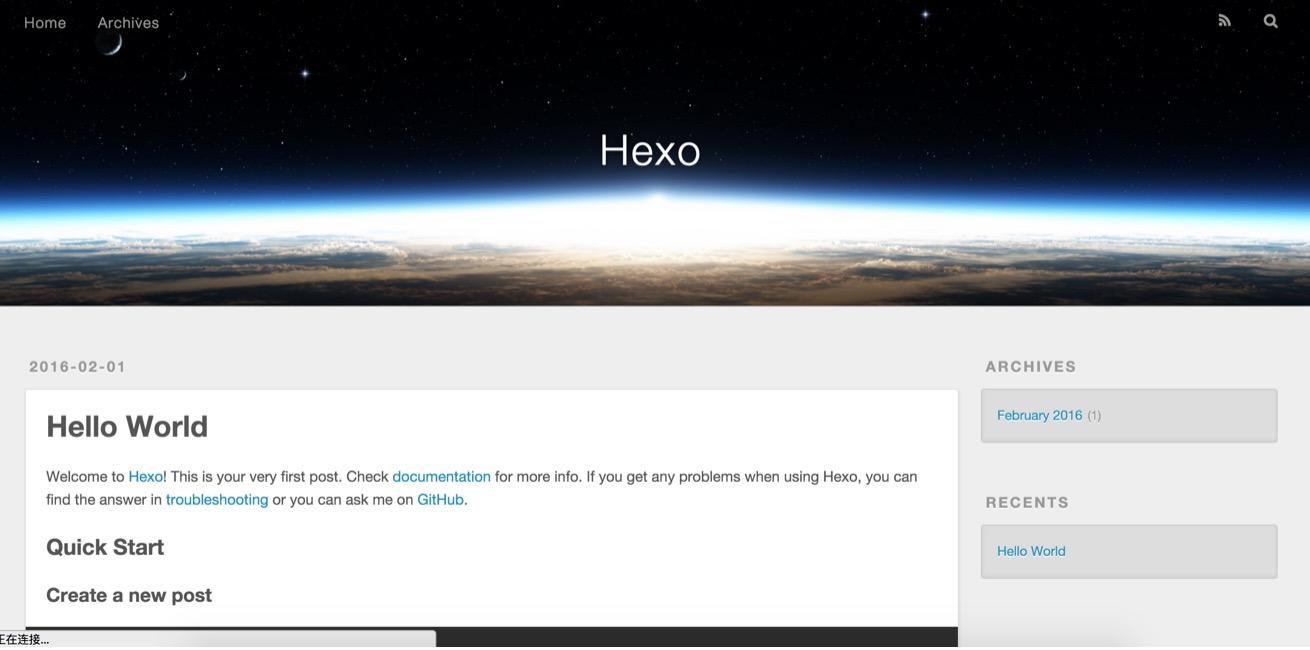 Home Archives
Hexo
2016-02-01
Hello World
Welcome to Hexo! This is your very first post. Check documentation for more info. If you get any problems when using Hexo, you can
find the answer in troubleshooting or you can ask me on GitHub.
Quick Start
Create a new post
ARCHIVES
February 2016 (1)
RECENTS
Hello World
正在连接...